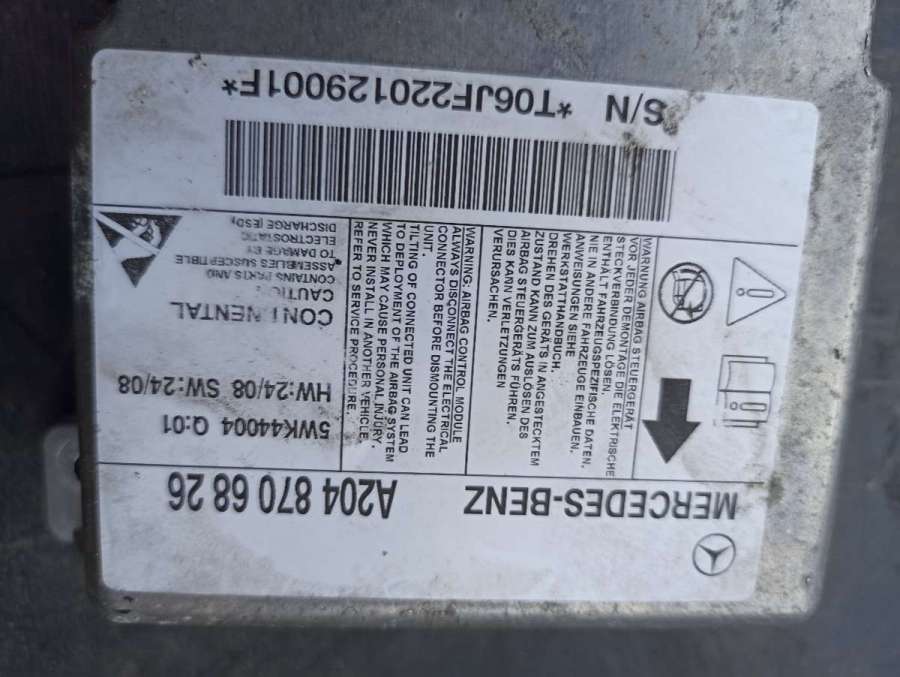 MERCEDES-BENZ A204 870 68 26
WARNUNG AIRBAG STEUERGERÄT
VOR JEDER DEMONTAGE DIE ELEKTRISCHE
STECKVERBINDUNG LÖSEN.
ENTHÄLT FAHRZEUGSPEZIFISCHE DATEN.
NIE IN ANDERE FAHRZEUGE EINBAUEN.
ANWEISUNGEN SIEHE
WERKSTATTHANDBUCH.
DREHEN DES GERÄTS IN ANGESTECKTEM
ZUSTAND KANN ZUM AUSLÖSEN DES
AIRBAG STEUERGERÄTS FÜHREN.
DIES KANN VERLETZUNGEN
VERURSACHEN.
WARNING: AIRBAG CONTROL MODULE
ALWAYS DISCONNECT THE ELECTRICAL
CONNECTOR BEFORE DISMOUNTING THE
UNIT.
TILTING OF CONNECTED UNIT CAN LEAD
TO DEPLOYMENT OF THE AIRBAG SYSTEM
WHICH MAY CAUSE PERSONAL INJURY.
NEVER INSTALL IN ANOTHER VEHICLE.
REFER TO SERVICE PROCEDURE.
5WK44004 Q:01
HW:24/08 SW:24/08
CONTINENTAL
CAUTION:
CONTAINS PARTS AND
ASSEMBLIES SUSCEPTIBLE
TO DAMAGE BY
ELECTROSTATIC
DISCHARGE (ESD)
S/N *T06JF220129001F*